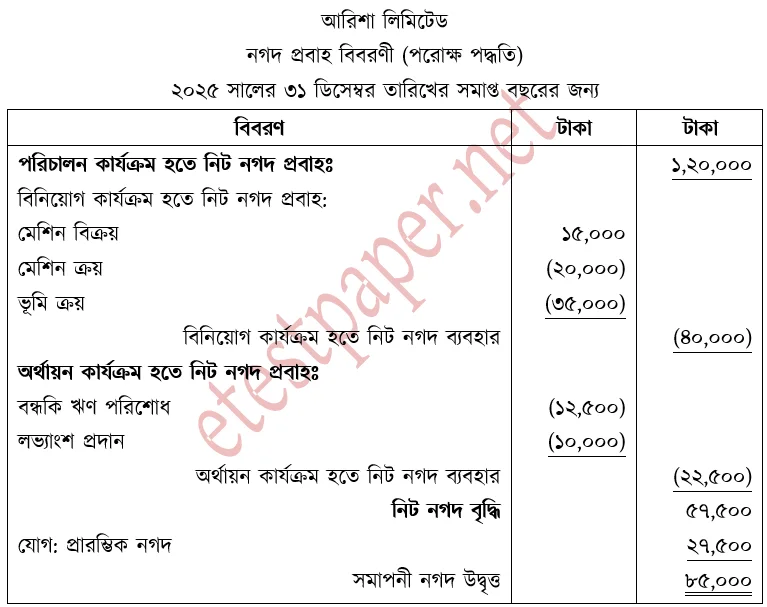 আরিশা লিমিটেড
নগদ প্রবাহ বিবরণী (পরোক্ষ পদ্ধতি)
২০২৫ সালের ৩১ ডিসেম্বর তারিখের সমাপ্ত বছরের জন্য
বিবরণ টাকা টাকা
পরিচালন কার্যক্রম হতে নিট নগদ প্রবাহঃ ১,২০,০০০
বিনিয়োগ কার্যক্রম হতে নিট নগদ প্রবাহ:
মেশিন বিক্রয় ১৫,০০০
মেশিন ক্রয় (২০,০০০)
ভূমি ক্রয় (৩৫,০০০)
বিনিয়োগ কার্যক্রম হতে নিট নগদ ব্যবহার (৪০,০০০)
অর্থায়ন কার্যক্রম হতে নিট নগদ প্রবাহঃ
বন্ধকি ঋণ পরিশোধ (১২,৫০০)
লভ্যাংশ প্রদান (১০,০০০)
অর্থায়ন কার্যক্রম হতে নিট নগদ ব্যবহার (২২,৫০০)
নিট নগদ বৃদ্ধি ৫৭,৫০০
যোগ: প্রারম্ভিক নগদ ২৭,৫০০
সমাপনী নগদ উদ্বৃত্ত ৮৫,০০০
etestpaper.net